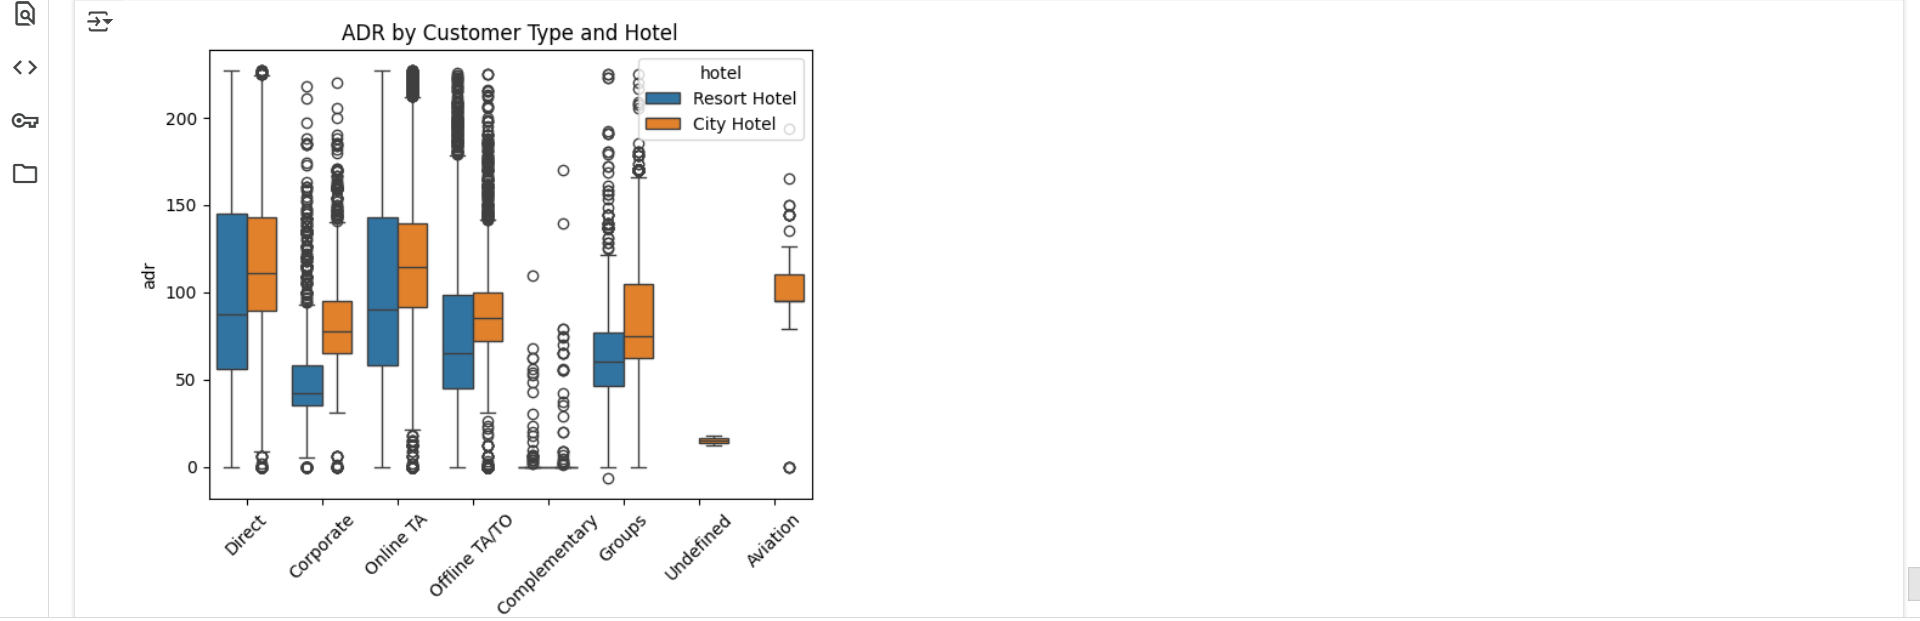 ADR by Customer Type and Hotel
hotel
Resort Hotel
City Hotel
adr
200
150
100
50
0
Direct
Corporate
Online TA
Offline TA/TO
Complementary
Groups
Undefined
Aviation